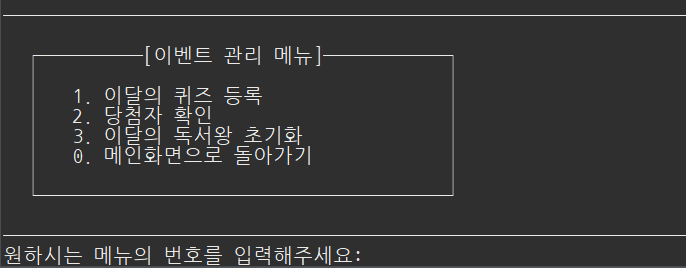 [이벤트 관리 메뉴]
1. 이달의 퀴즈 등록
2. 당첨자 확인
3. 이달의 독서왕 초기화
0. 메인화면으로 돌아가기
원하시는 메뉴의 번호를 입력해주세요: